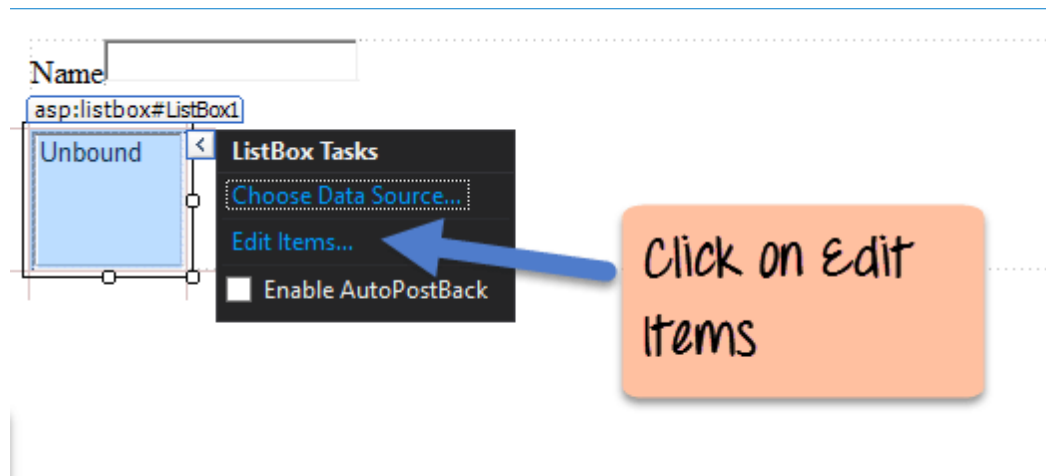 Name
asp:listbox#ListBox1
Unbound
ListBox Tasks
Choose Data Source...
Edit Items...
Enable AutoPostBack
Click on Edit
Items